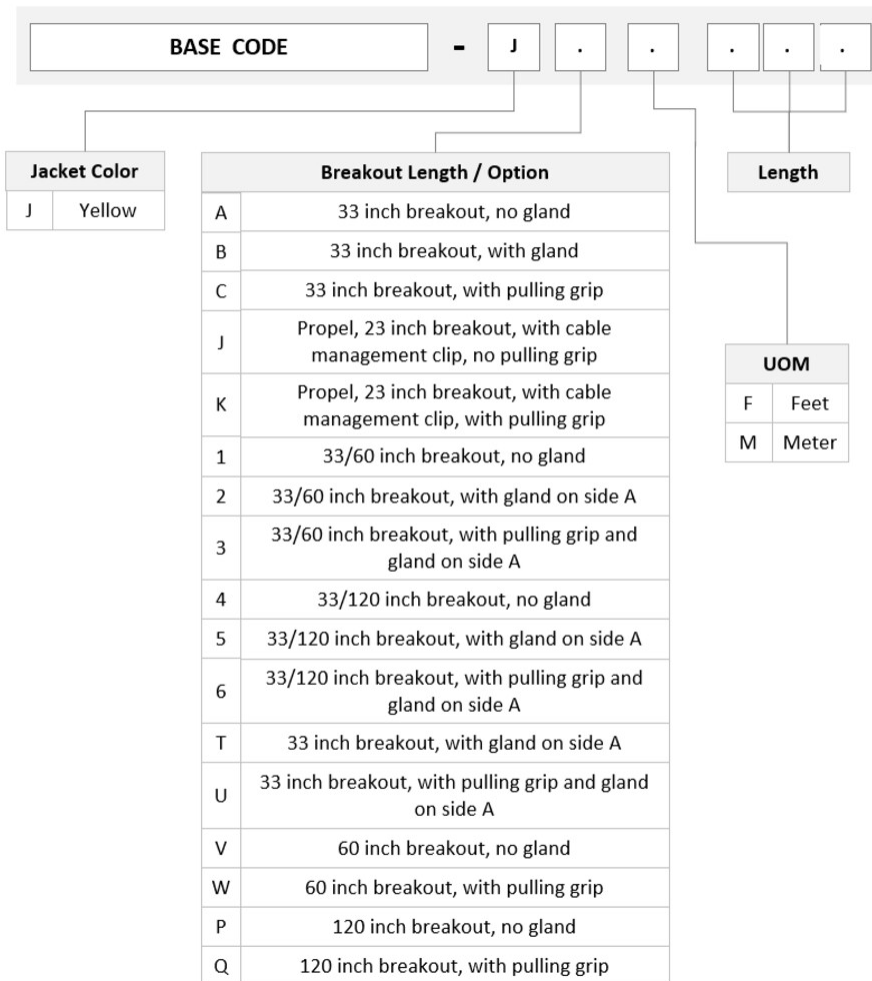 BASE CODE - J . . . . .
Jacket Color
J Yellow
Breakout Length / Option
A 33 inch breakout, no gland
B 33 inch breakout, with gland
C 33 inch breakout, with pulling grip
J Propel, 23 inch breakout, with cable
management clip, no pulling grip
K Propel, 23 inch breakout, with cable
management clip, with pulling grip
1 33/60 inch breakout, no gland
2 33/60 inch breakout, with gland on side A
3 33/60 inch breakout, with pulling grip and
gland on side A
4 33/120 inch breakout, no gland
5 33/120 inch breakout, with gland on side A
6 33/120 inch breakout, with pulling grip and
gland on side A
T 33 inch breakout, with gland on side A
U 33 inch breakout, with pulling grip and gland
on side A
V 60 inch breakout, no gland
W 60 inch breakout, with pulling grip
P 120 inch breakout, no gland
Q 120 inch breakout, with pulling grip
Length
UOM
F Feet
M Meter